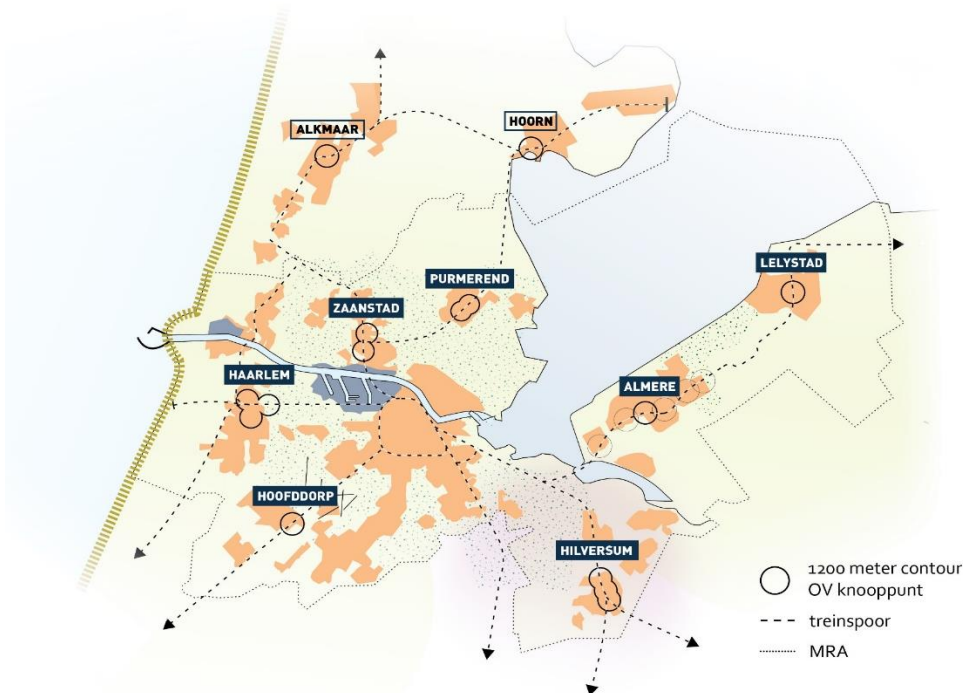 ALKMAAR
HOORN
LELYSTAD
PURMEREND
ZAANSTAD
HAARLEM
ALMERE
HOOFDDORP
HILVERSUM
1200 meter contour
OV knooppunt
treinspoor
MRA